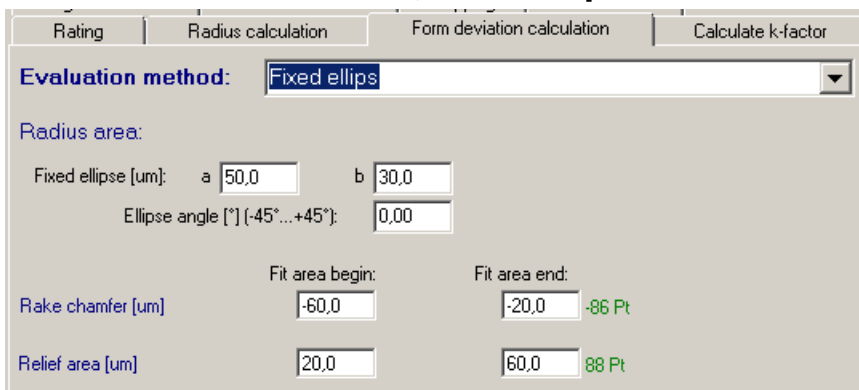 Rating Radius calculation Form deviation calculation Calculate k-factor
Evaluation method: Fixed ellips
Radius area:
Fixed ellipse [um]: a 50,0 b 30,0
Ellipse angle [°] (-45°...+45°): 0,00
Fit area begin: Fit area end:
Rake chamfer [um] -60,0 -20,0 -86 Pt
Relief area [um] 20,0 60,0 88 Pt